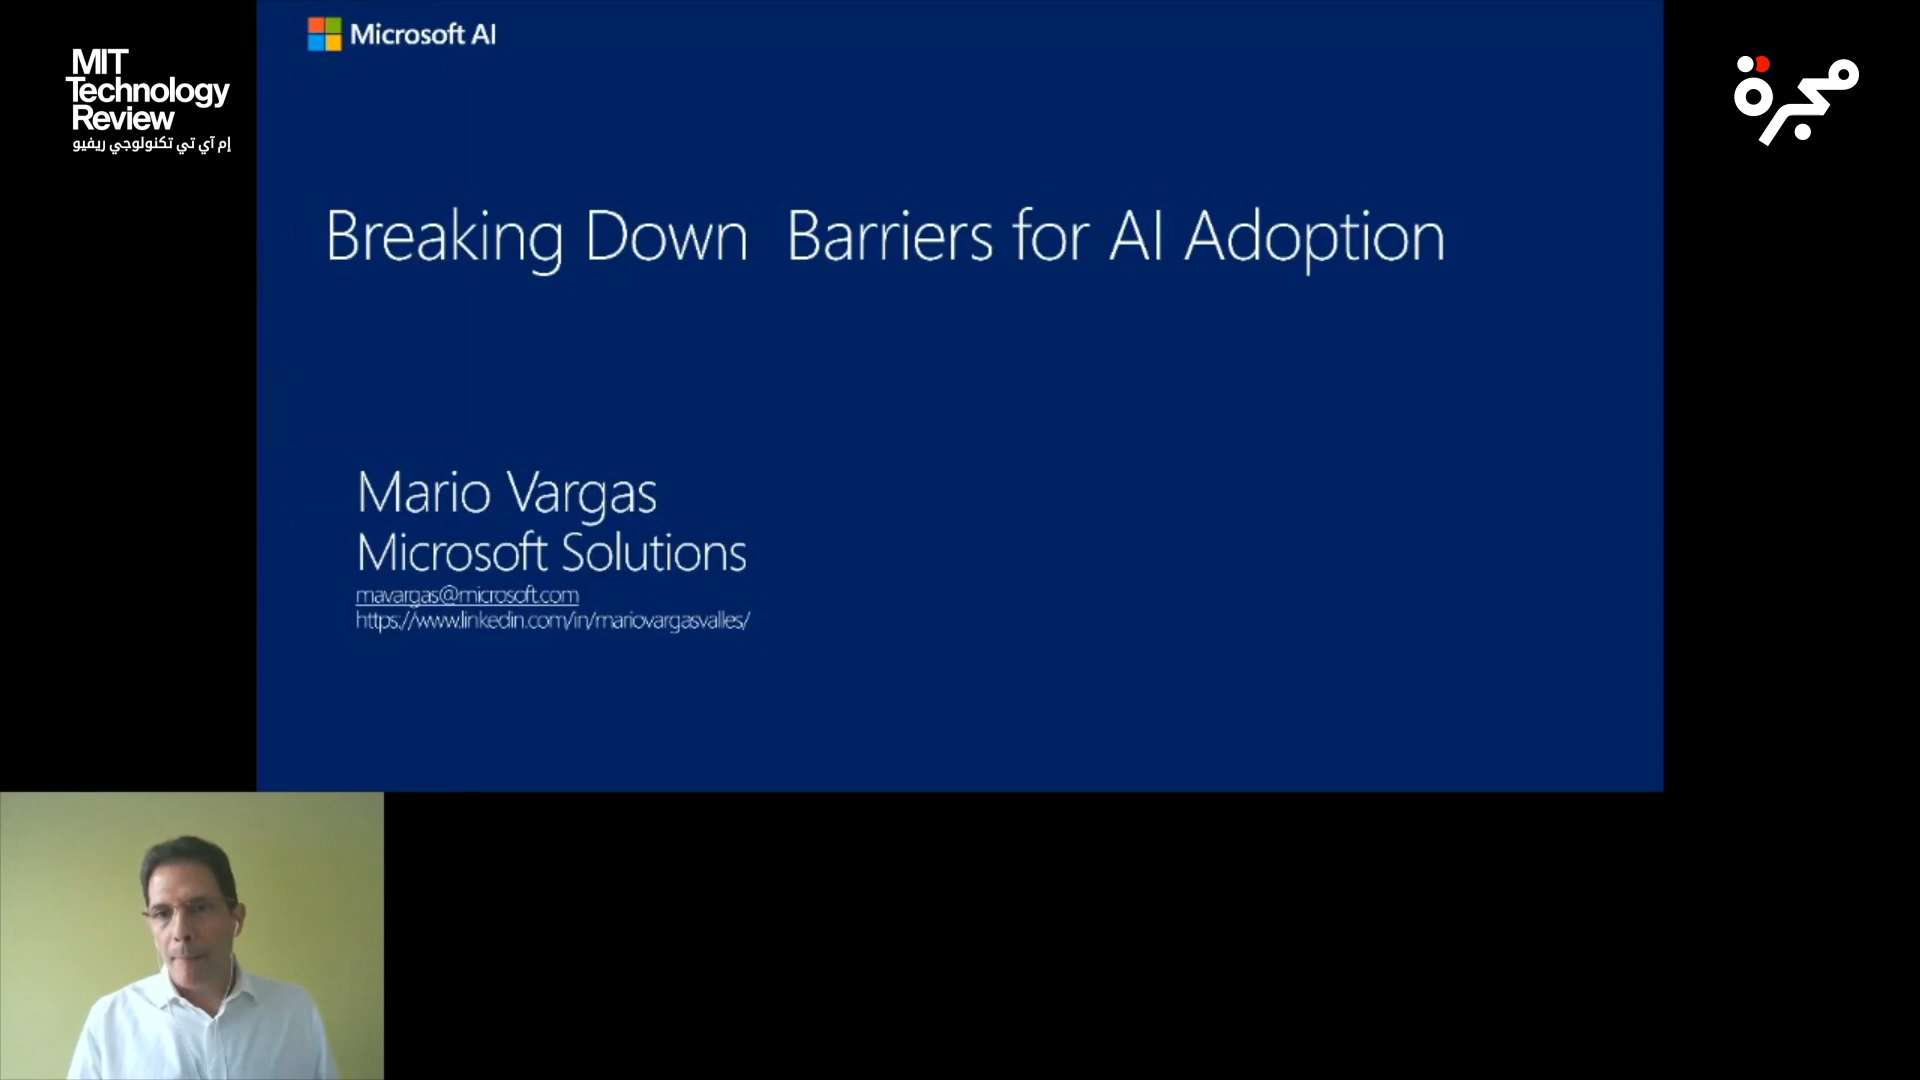 MIT
Technology
Review
إم آي تي تكنولوجي ريفيو
Microsoft AI
مجرة
Breaking Down  Barriers for AI Adoption
Mario Vargas
Microsoft Solutions
mavargas@microsoft.com
https://www.linkedin.com/in/mariovargasvalles/